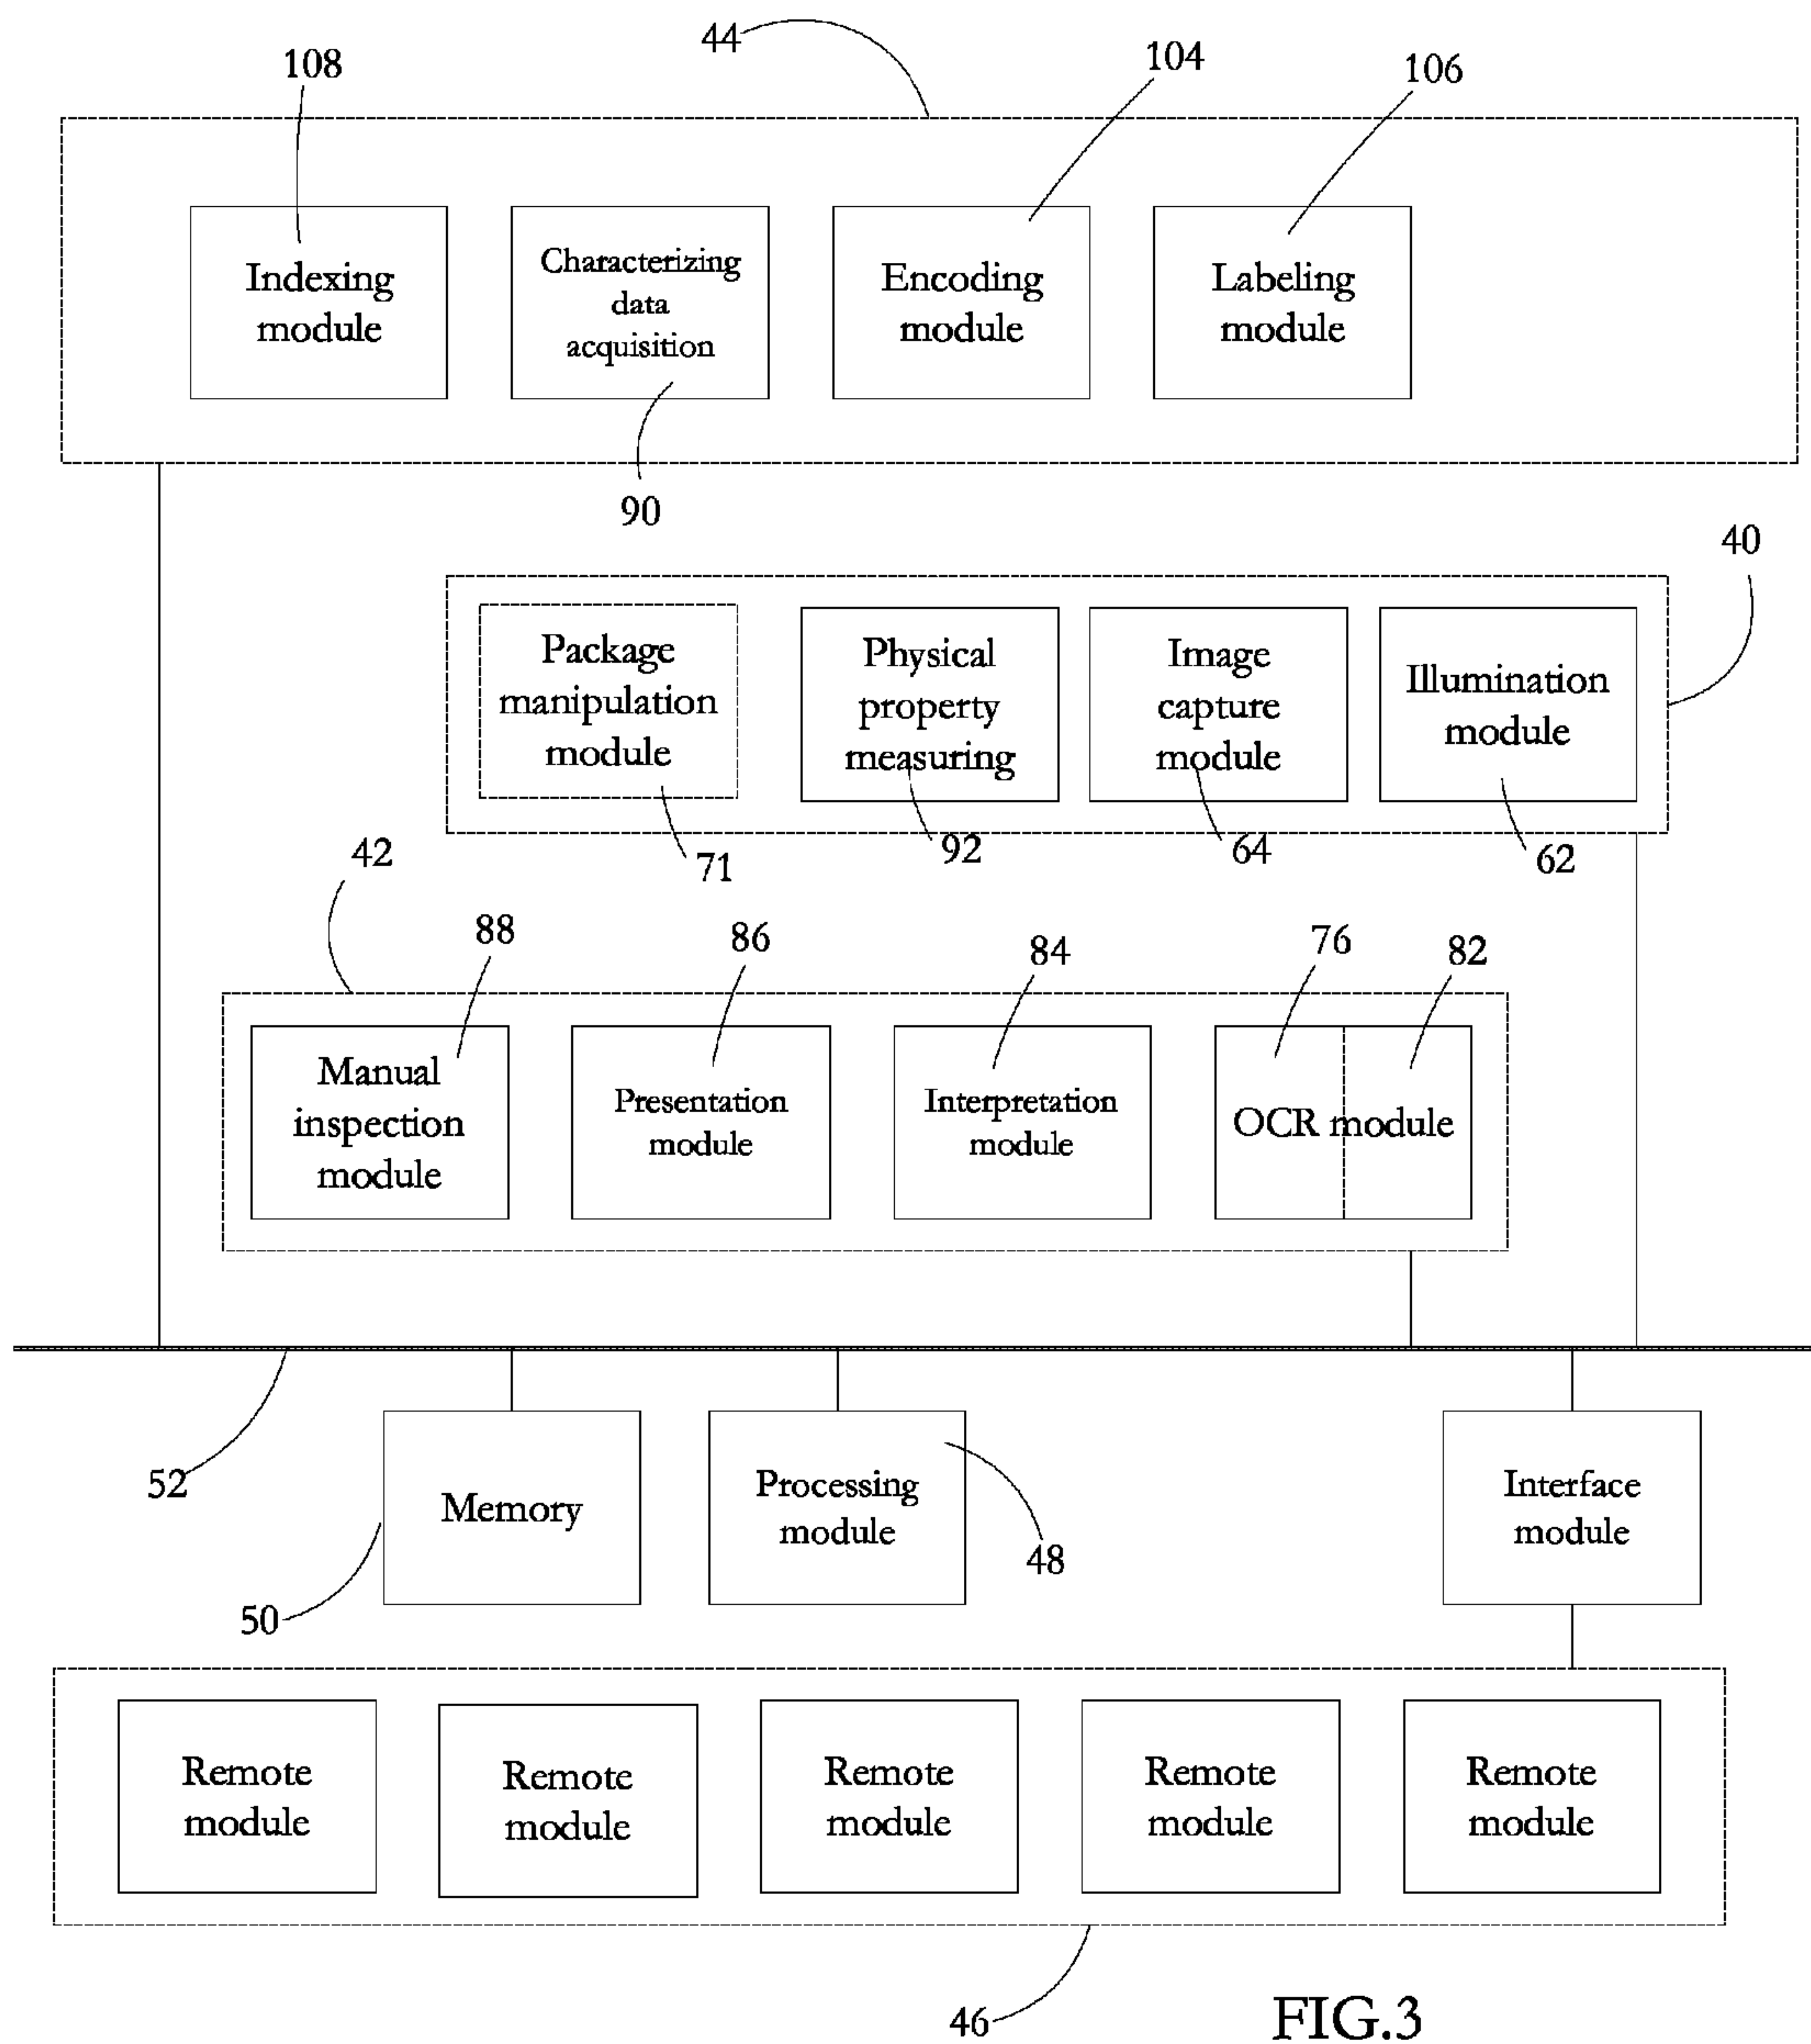 44
108
104
106
Indexing
module
Characterizing
data
acquisition
Encoding
module
Labeling
module
90
40
Package
manipulation
module
Physical
property
measuring
Image
capture
module
Illumination
module
71
92
64
62
42
88
86
84
76
82
Manual
inspection
module
Presentation
module
Interpretation
module
OCR module
52
Memory
Processing
module
Interface
module
50
48
Remote
module
Remote
module
Remote
module
Remote
module
Remote
module
46
FIG.3